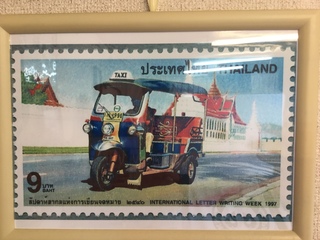 ประเทศไทย THAILAND
TAXI
9 บาท
BAHT
สัปดาห์สากลแห่งการเขียนจดหมาย ๒๕๔๐ INTERNATIONAL LETTER WRITING WEEK 1997